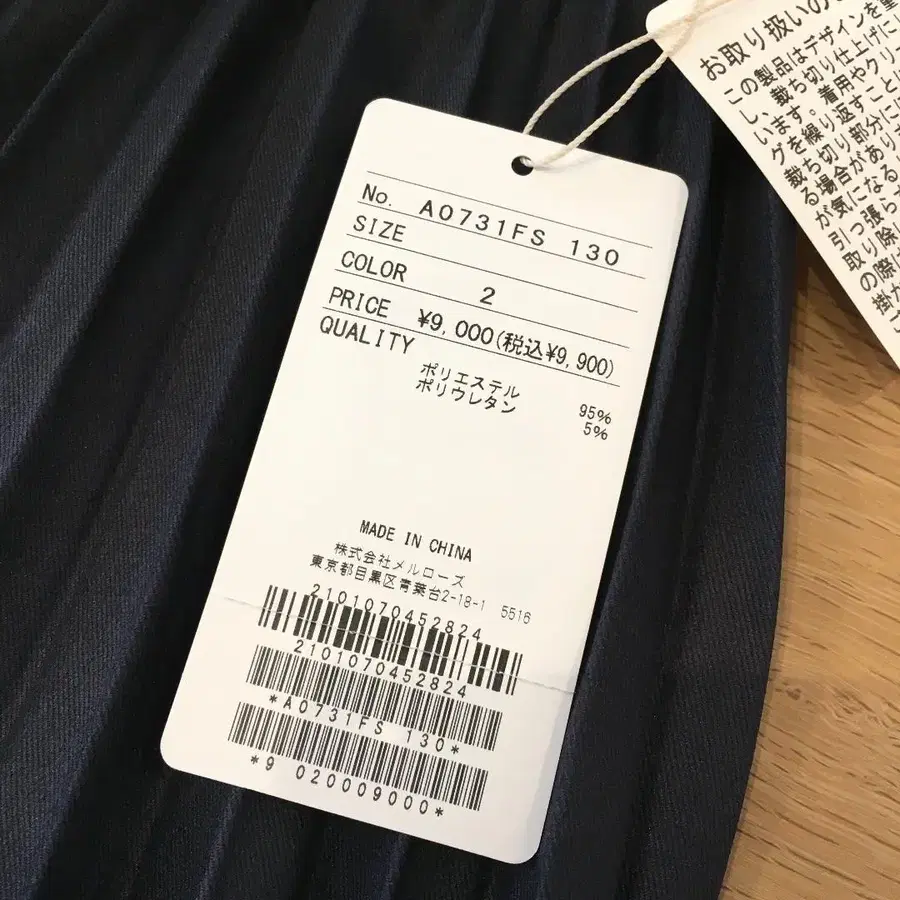 No. A0731FS 130
SIZE
COLOR 2
PRICE ¥9,000(税込¥9,900)
QUALITY
ポリエステル 95%
ポリウレタン 5%
MADE IN CHINA
株式会社メルローズ
東京都目黒区青葉台2-18-1 5516
2101070452824
2101070452824
*A0731FS 130*
*9 020009000*
お取り扱いの
この製品はデザインを重
し、裁ち切り仕上げに
います。着用やクリー
グを繰り返すことに
裁ち切り部分に
る場合があり
が気になる
引っ張らず
取り除
の際は
掛か